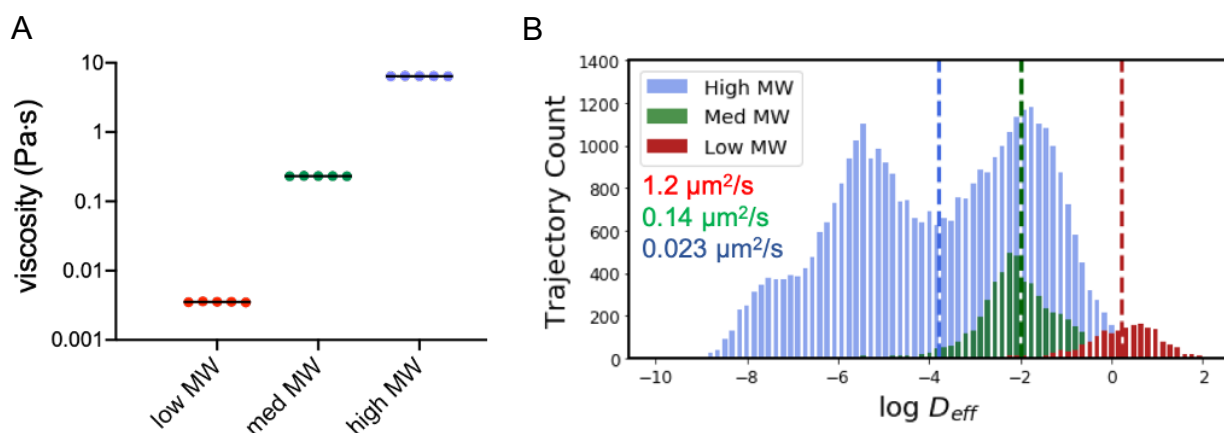 A
viscosity (Pa·s)
10
1
0.1
0.01
0.001
low MW
med MW
high MW
B
Trajectory Count
1400
1200
1000
800
600
400
200
0
High MW
Med MW
Low MW
1.2 μm²/s
0.14 μm²/s
0.023 μm²/s
−10 −8 −6 −4 −2 0 2
log D_eff